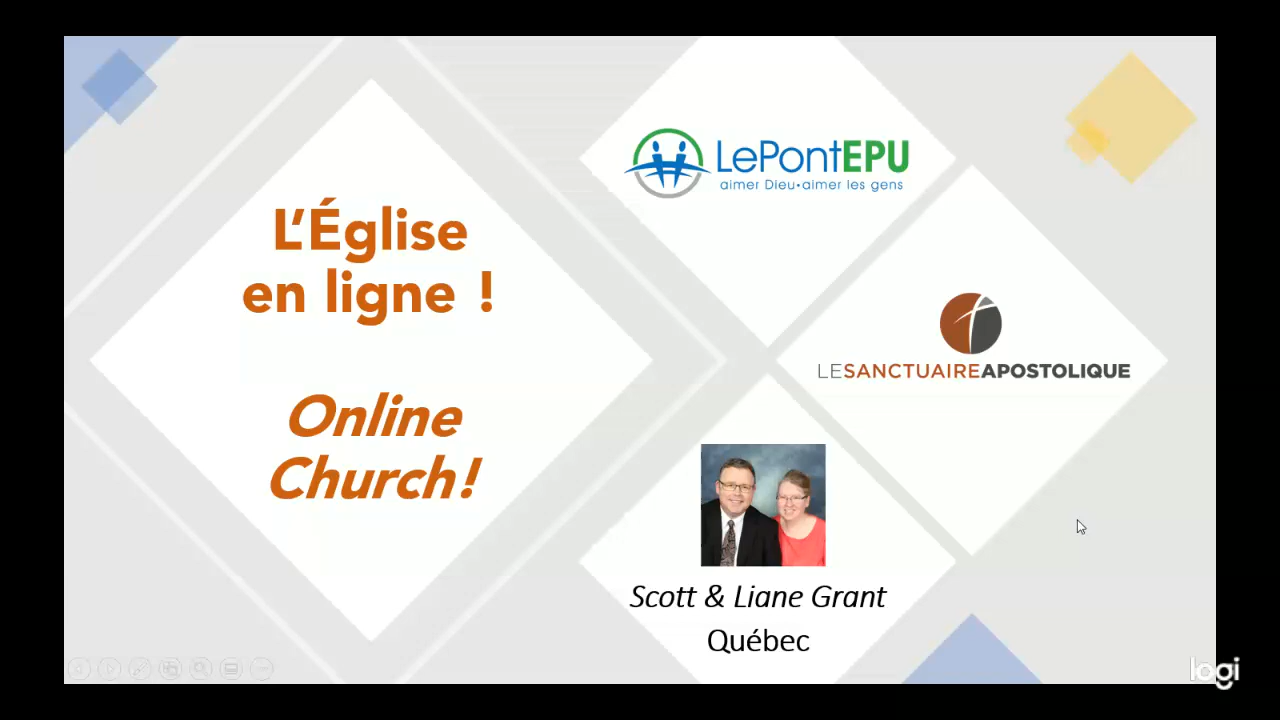 L’Église
en ligne !
Online
Church!
LePontEPU
aimer Dieu•aimer les gens
LESANCTUAIREAPOSTOLIQUE
Scott & Liane Grant
Québec
logi